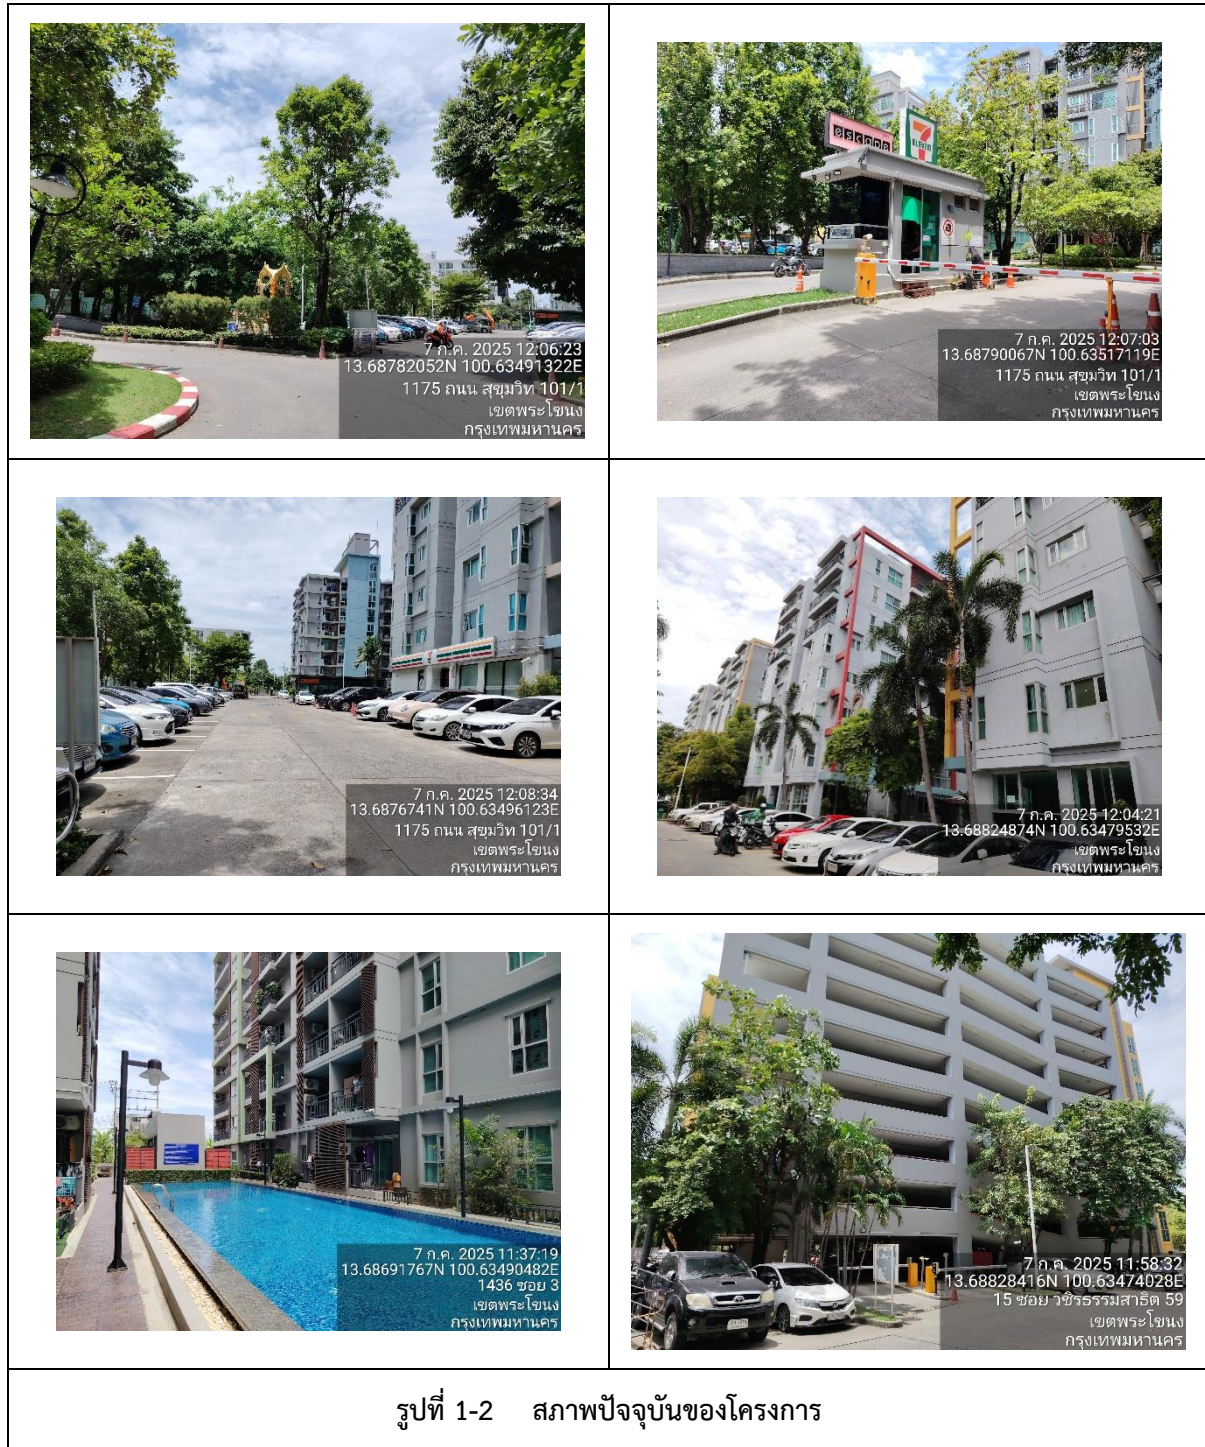 7 ก.ค. 2025 12:06:23
13.68782052N 100.63491322E
1175 ถนน สุขุมวิท 101/1
เขตพระโขนง
กรุงเทพมหานคร
escape
7
ELEVEN
7 ก.ค. 2025 12:07:03
13.68790067N 100.63517119E
1175 ถนน สุขุมวิท 101/1
เขตพระโขนง
กรุงเทพมหานคร
7 ก.ค. 2025 12:08:34
13.6876741N 100.63496123E
1175 ถนน สุขุมวิท 101/1
เขตพระโขนง
กรุงเทพมหานคร
7 ก.ค. 2025 12:04:21
13.68824874N 100.63479532E
เขตพระโขนง
กรุงเทพมหานคร
7 ก.ค. 2025 11:37:19
13.68691767N 100.63490482E
1436 ซอย 3
เขตพระโขนง
กรุงเทพมหานคร
7 ก.ค. 2025 11:58:32
13.68828416N 100.63474028E
15 ซอย วชิรธรรมสาธิต 59
เขตพระโขนง
กรุงเทพมหานคร
รูปที่ 1-2 สภาพปัจจุบันของโครงการ